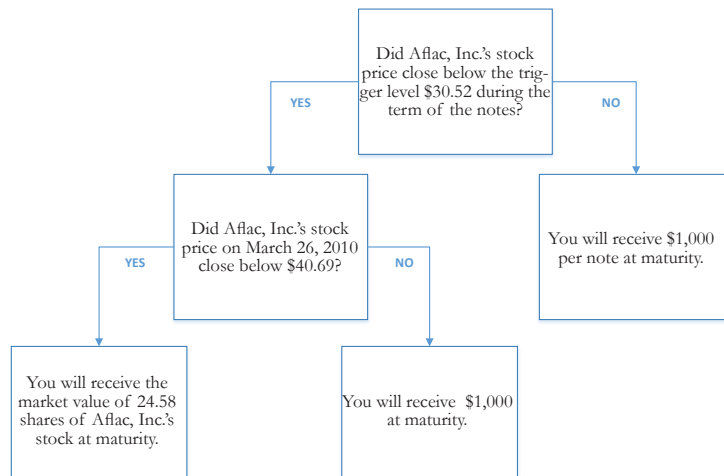 Did Aflac, Inc.'s stock
price close below the trig-
ger level $30.52 during the
term of the notes?
YES
NO
Did Aflac, Inc.'s stock
price on March 26, 2010
close below $40.69?
You will receive $1,000
per note at maturity.
YES
NO
You will receive the
market value of 24.58
shares of Aflac, Inc.'s
stock at maturity.
You will receive  $1,000
at maturity.